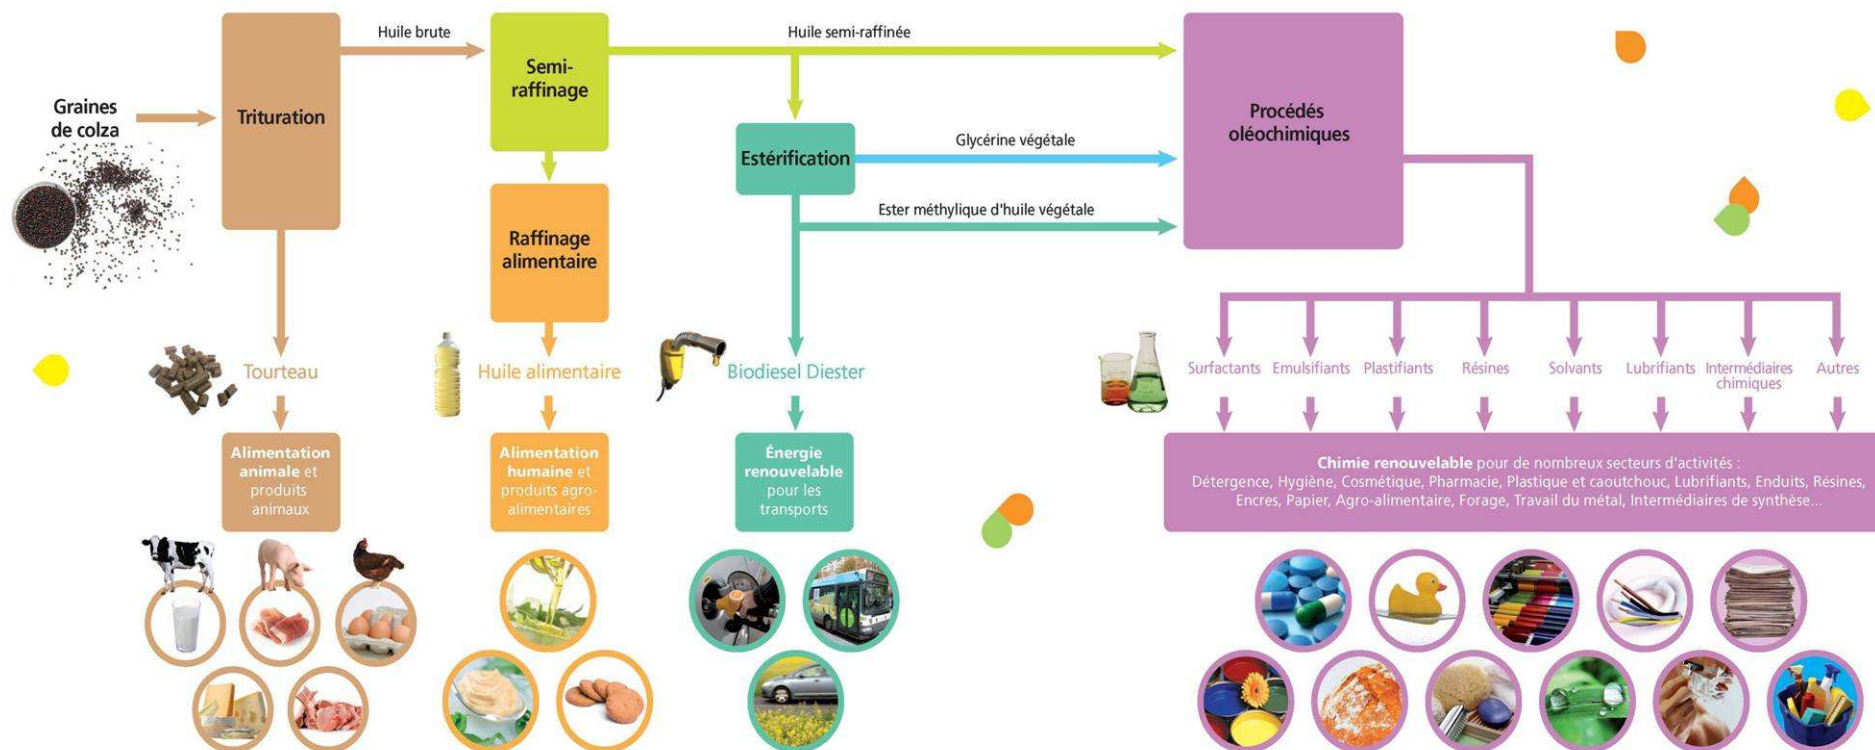 Huile brute
Huile semi-raffinée
Graines
de colza
Trituration
Semi-
raffinage
Procédés
oléochimiques
Estérification
Glycérine végétale
Ester méthylique d'huile végétale
Raffinage
alimentaire
Tourteau
Huile alimentaire
Biodiesel Diester
Surfactants
Emulsifiants
Plastifiants
Résines
Solvants
Lubrifiants
Intermédiaires
chimiques
Autres
Alimentation
animale et
produits
animaux
Alimentation
humaine et
produits agro-
alimentaires
Énergie
renouvelable
pour les
transports
Chimie renouvelable pour de nombreux secteurs d'activités :
Détergence, Hygiène, Cosmétique, Pharmacie, Plastique et caoutchouc, Lubrifiants, Enduits, Résines,
Encres, Papier, Agro-alimentaire, Forage, Travail du métal, Intermédiaires de synthèse...